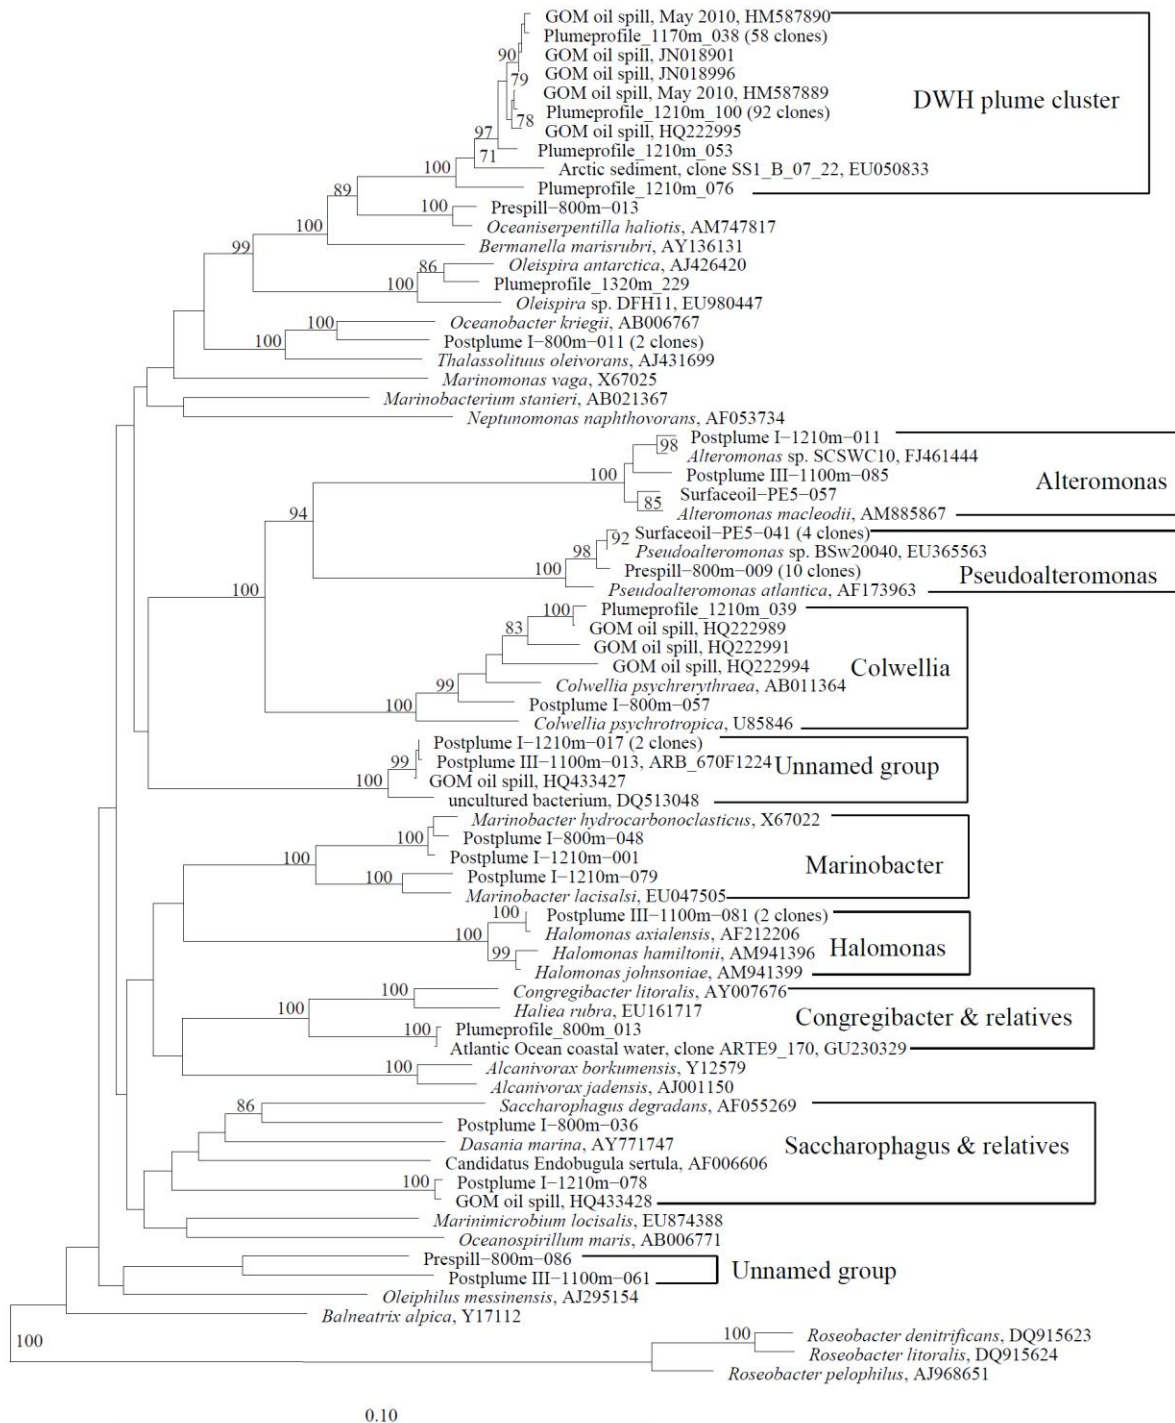 GOM oil spill, May 2010, HM587890
Plumeprofile_1170m_038 (58 clones)
90
GOM oil spill, JN018901
GOM oil spill, JN018996
79
GOM oil spill, May 2010, HM587889
DWH plume cluster
Plumeprofile_1210m_100 (92 clones)
78
GOM oil spill, HQ222995
97
Plumeprofile_1210m_053
71
Arctic sediment, clone SS1_B_07_22, EU050833
100
Plumeprofile_1210m_076
89
Prespill−800m−013
100
Oceaniserpentilla haliotis, AM747817
100
Bermanella marisrubri, AY136131
99
Oleispira antarctica, AJ426420
86
Plumeprofile_1320m_229
100
Oleispira sp. DFH11, EU980447
Oceanobacter kriegii, AB006767
100
Postplume I−800m−011 (2 clones)
100
Thalassolituus oleivorans, AJ431699
Marinomonas vaga, X67025
Marinobacterium stanieri, AB021367
Neptunomonas naphthovorans, AF053734
Postplume I−1210m−011
98
Alteromonas sp. SCSWC10, FJ461444
100
Postplume III−1100m−085
Alteromonas
Surfaceoil−PE5−057
85
Alteromonas macleodii, AM885867
94
Surfaceoil−PE5−041 (4 clones)
92
Pseudoalteromonas sp. BSw20040, EU365563
98
Prespill−800m−009 (10 clones)
100
Pseudoalteromonas
Pseudoalteromonas atlantica, AF173963
100
Plumeprofile_1210m_039
100
GOM oil spill, HQ222989
83
GOM oil spill, HQ222991
GOM oil spill, HQ222994
Colwellia
Colwellia psychrerythraea, AB011364
99
Postplume I−800m−057
100
Colwellia psychrotropica, U85846
Postplume I−1210m−017 (2 clones)
99
Postplume III−1100m−013, ARB_670F1224
Unnamed group
GOM oil spill, HQ433427
100
uncultured bacterium, DQ513048
Marinobacter hydrocarbonoclasticus, X67022
100
Postplume I−800m−048
100
Postplume I−1210m−001
Marinobacter
Postplume I−1210m−079
100
Marinobacter lacisalsi, EU047505
100
Postplume III−1100m−081 (2 clones)
100
Halomonas axialensis, AF212206
Halomonas
99
Halomonas hamiltonii, AM941396
Halomonas johnsoniae, AM941399
100
Congregibacter litoralis, AY007676
100
Haliea rubra, EU161717
Congregibacter & relatives
Plumeprofile_800m_013
100
Atlantic Ocean coastal water, clone ARTE9_170, GU230329
Alcanivorax borkumensis, Y12579
100
Alcanivorax jadensis, AJ001150
86
Saccharophagus degradans, AF055269
Postplume I−800m−036
Dasania marina, AY771747
Saccharophagus & relatives
Candidatus Endobugula sertula, AF006606
100
Postplume I−1210m−078
GOM oil spill, HQ433428
Marinimicrobium locisalis, EU874388
Oceanospirillum maris, AB006771
Prespill−800m−086
Unnamed group
Postplume III−1100m−061
Oleiphilus messinensis, AJ295154
Balneatrix alpica, Y17112
100
100
Roseobacter denitrificans, DQ915623
Roseobacter litoralis, DQ915624
Roseobacter pelophilus, AJ968651
0.10